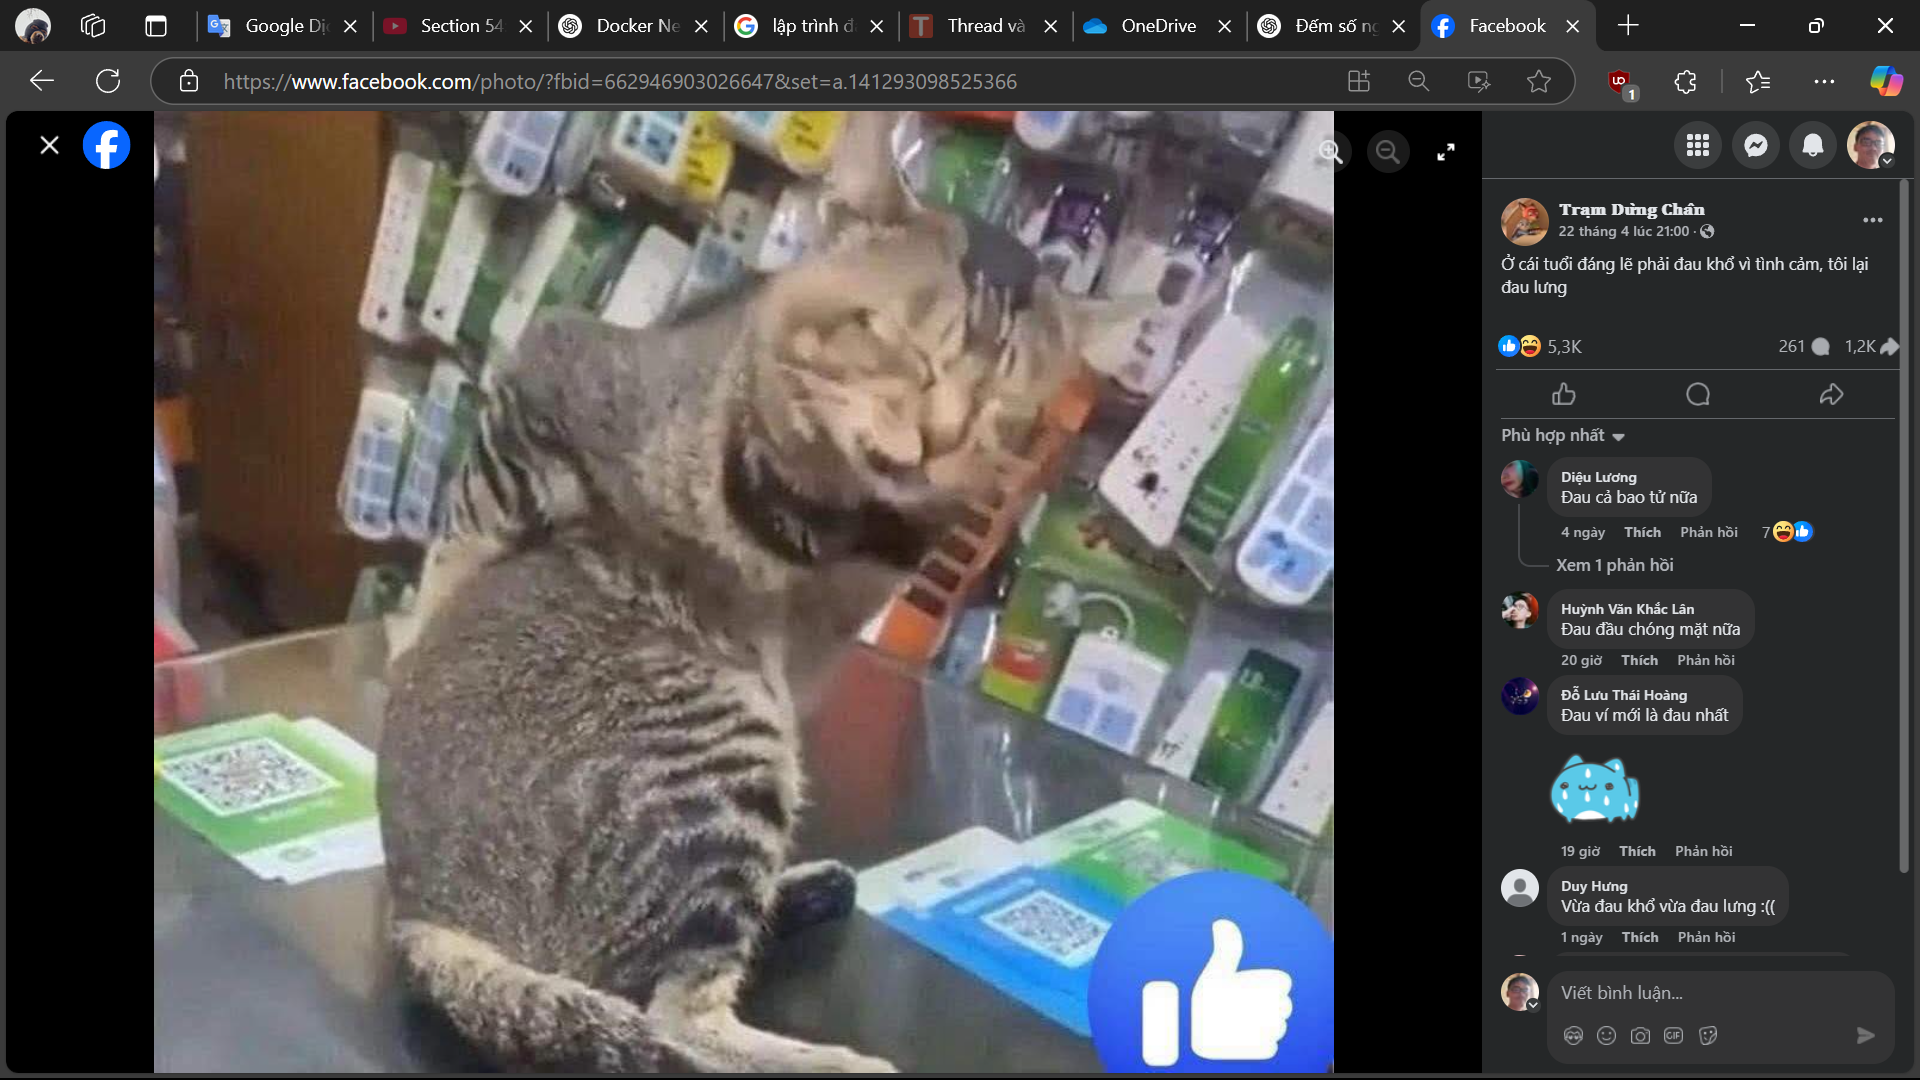 Google Dị
Section 54
Docker Ne
lập trình đ
Thread và
OneDrive
Đếm số ng
Facebook
https://www.facebook.com/photo/?fbid=662946903026647&set=a.141293098525366
1
Trạm Dừng Chân
22 tháng 4 lúc 21:00 ·
Ở cái tuổi đáng lẽ phải đau khổ vì tình cảm, tôi lại
đau lưng
5,3K 261 1,2K
Phù hợp nhất
Diệu Lương
Đau cả bao tử nữa
4 ngày Thích Phản hồi 7
Xem 1 phản hồi
Huỳnh Văn Khắc Lân
Đau đầu chóng mặt nữa
20 giờ Thích Phản hồi
Đỗ Lưu Thái Hoàng
Đau ví mới là đau nhất
19 giờ Thích Phản hồi
Duy Hưng
Vừa đau khổ vừa đau lưng :((
1 ngày Thích Phản hồi
Viết bình luận...
GIF